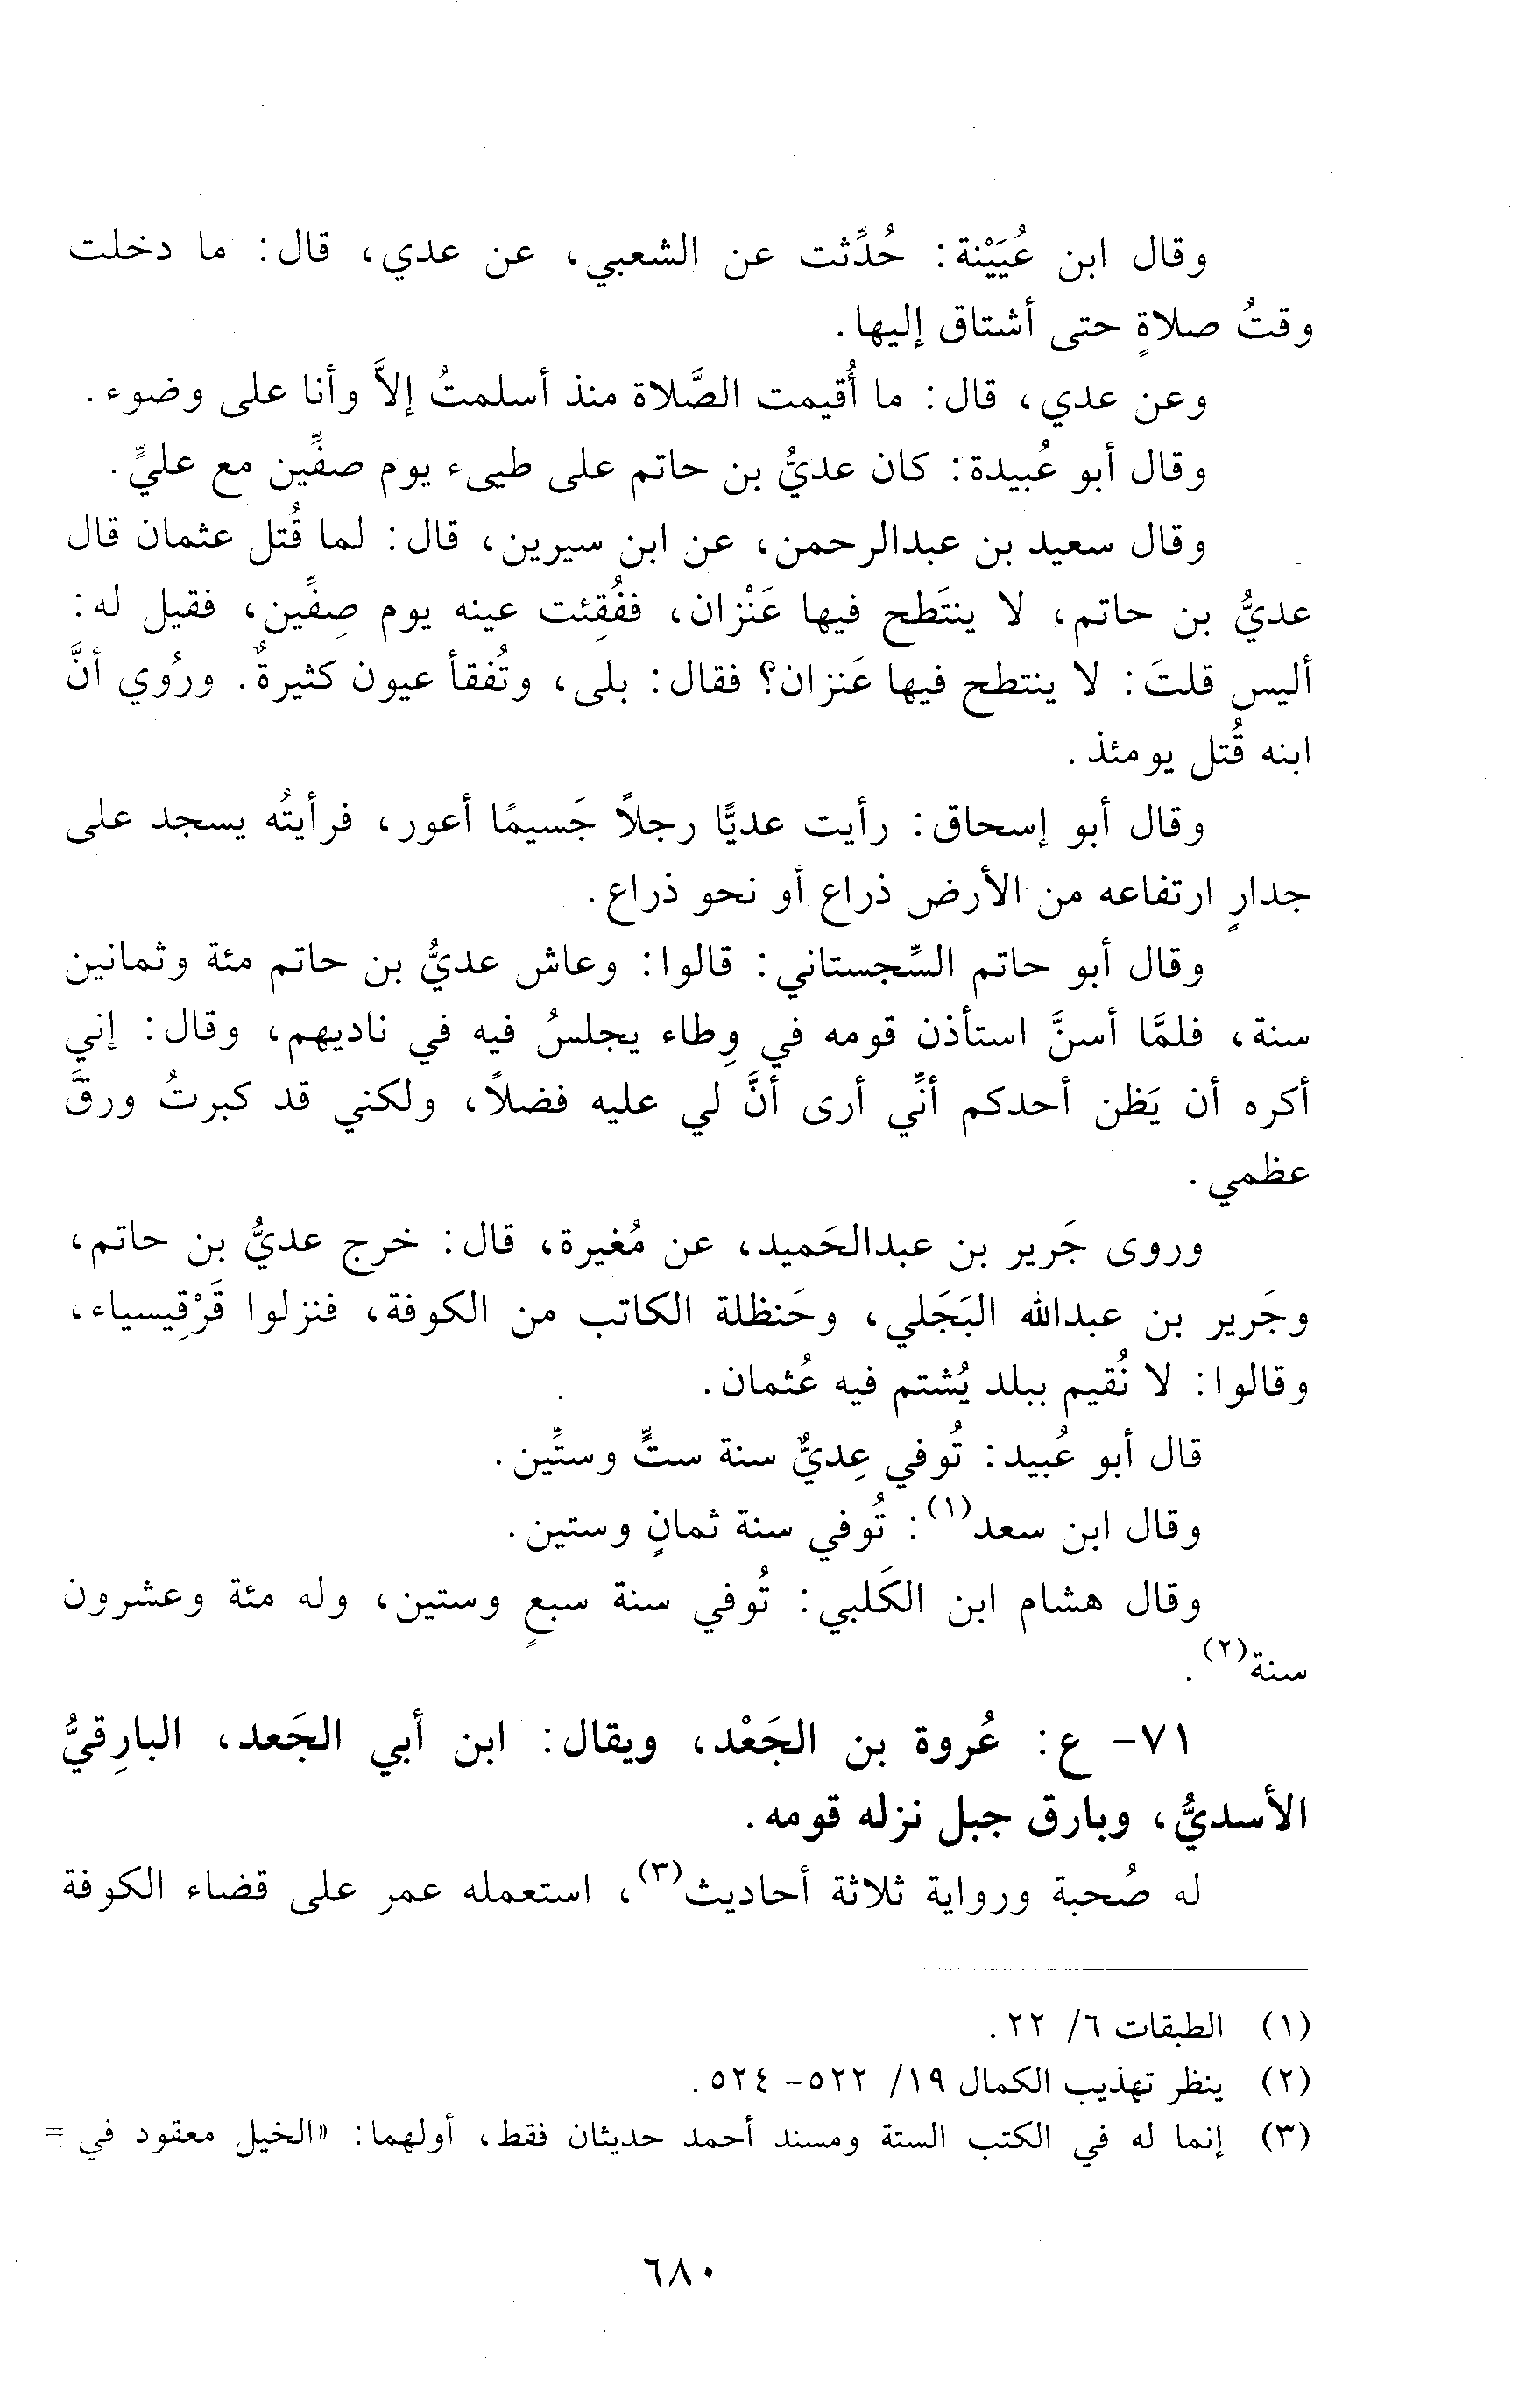 وقال ابن عُيَيْنة: حُدِّثت عن الشعبي، عن عدي، قال: ما دخلت
وقتُ صلاةٍ حتى أشتاق إليها.
وعن عدي، قال: ما أُقيمت الصَّلاة منذ أسلمتُ إلاَّ وأنا على وضوء.
وقال أبو عُبيدة: كان عديُّ بن حاتم على طيىء يوم صفِّين مع عليٍّ.
وقال سعيد بن عبدالرحمن، عن ابن سيرين، قال: لما قُتل عثمان قال
عديُّ بن حاتم، لا ينتَطح فيها عَنْزان، ففُقِئت عينه يوم صِفِّين، فقيل له:
أليس قلتَ: لا ينتطح فيها عَنزان؟ فقال: بلى، وتُفقأ عيون كثيرةٌ. ورُوي أنَّ
ابنه قُتل يومئذ.
وقال أبو إسحاق: رأيت عديًّا رجلاً جَسيمًا أعور، فرأيتُه يسجد على
جدارٍ ارتفاعه من الأرض ذراع أو نحو ذراع.
وقال أبو حاتم السِّجستاني: قالوا: وعاش عديُّ بن حاتم مئة وثمانين
سنة، فلمَّا أسنَّ استأذن قومه في وِطاء يجلسُ فيه في ناديهم، وقال: إني
أكره أن يَظن أحدكم أنِّي أرى أنَّ لي عليه فضلاً، ولكني قد كبرتُ ورقَّ
عظمي.
وروى جَرير بن عبدالحَميد، عن مُغيرة، قال: خرج عديُّ بن حاتم،
وجَرير بن عبدالله البَجَلي، وحَنظلة الكاتب من الكوفة، فنزلوا قَرْقِيسياء،
وقالوا: لا نُقيم ببلد يُشتم فيه عُثمان.
قال أبو عُبيد: تُوفي عِديٌّ سنة ستٍّ وستِّين.
وقال ابن سعد(١): تُوفي سنة ثمانٍ وستين.
وقال هشام ابن الكَلبي: تُوفي سنة سبعٍ وستين، وله مئة وعشرون
سنة(٢).
٧١- ع: عُروة بن الجَعْد، ويقال: ابن أبي الجَعد، البارِقيُّ
الأسديُّ، وبارق جبل نزله قومه.
له صُحبة ورواية ثلاثة أحاديث(٣)، استعمله عمر على قضاء الكوفة
(١) الطبقات ٦/ ٢٢.
(٢) ينظر تهذيب الكمال ١٩/ ٥٢٢- ٥٢٤.
(٣) إنما له في الكتب الستة ومسند أحمد حديثان فقط، أولهما: «الخيل معقود في =
٦٨٠